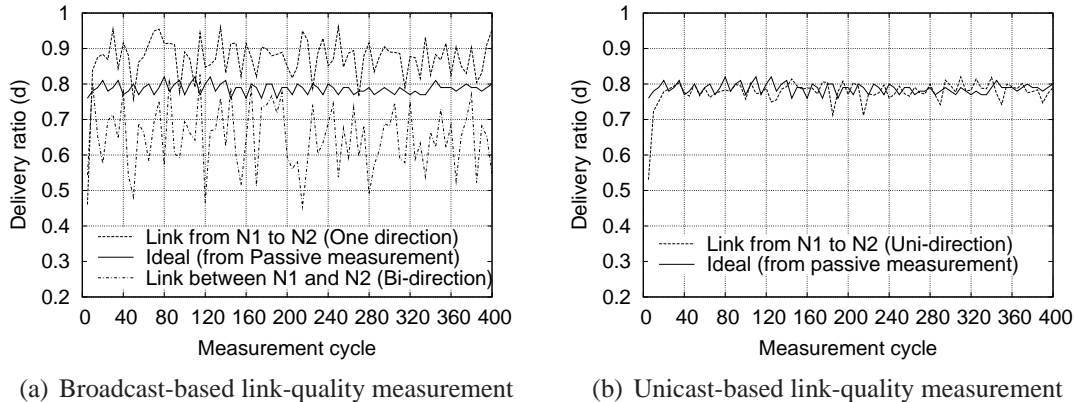 1
0.9
0.8
0.7
0.6
0.5
0.4
0.3
0.2
Delivery ratio (d)
Link from N1 to N2 (One direction)
Ideal (from Passive measurement)
Link between N1 and N2 (Bi-direction)
0 40 80 120 160 200 240 280 320 360 400
Measurement cycle
(a) Broadcast-based link-quality measurement
1
0.9
0.8
0.7
0.6
0.5
0.4
0.3
0.2
Delivery ratio (d)
Link from N1 to N2 (Uni-direction)
Ideal (from passive measurement)
0 40 80 120 160 200 240 280 320 360 400
Measurement cycle
(b) Unicast-based link-quality measurement